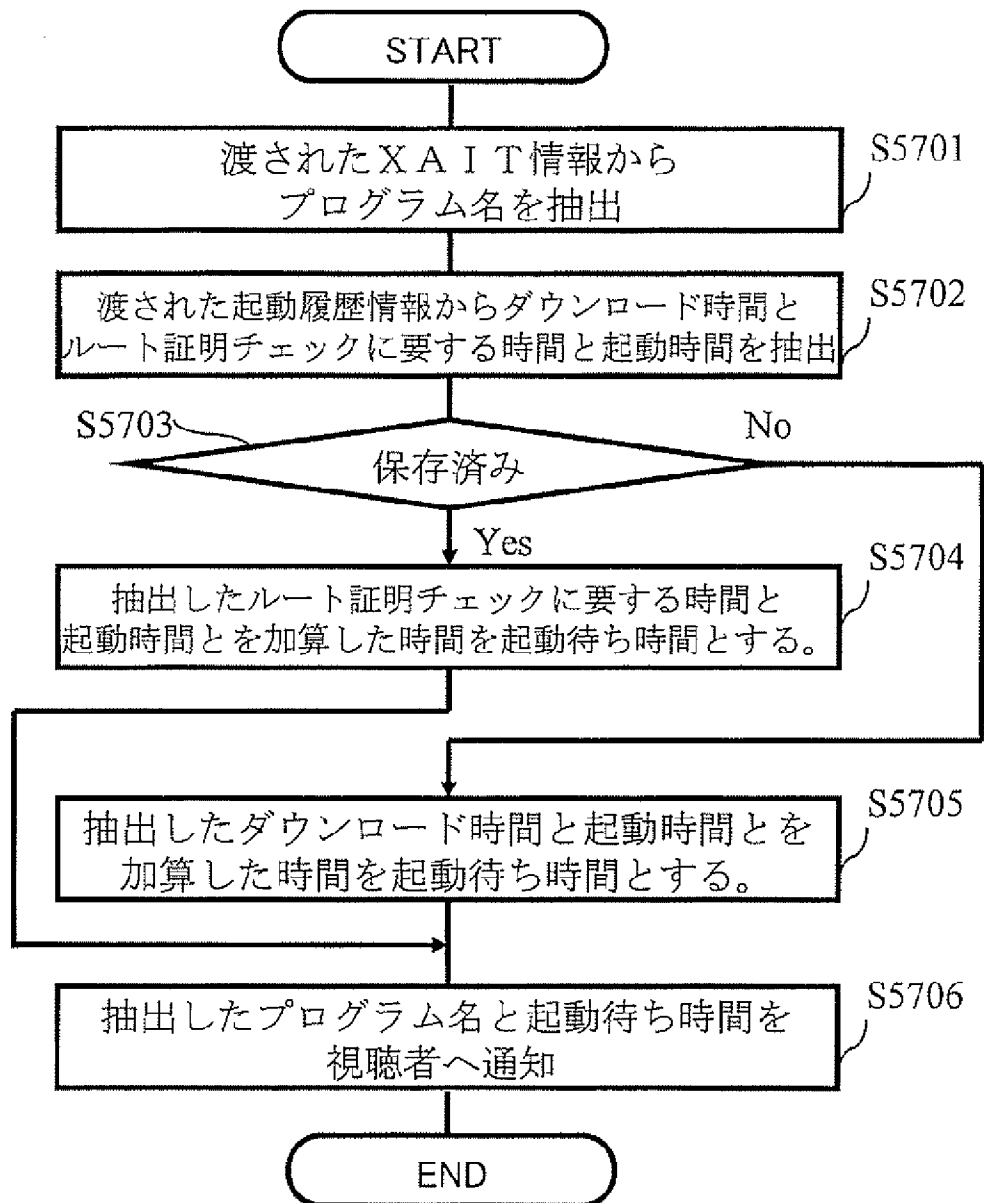 START
渡されたＸＡＩＴ情報から
プログラム名を抽出
S5701
渡された起動履歴情報からダウンロード時間と
ルート証明チェックに要する時間と起動時間を抽出
S5702
S5703
保存済み
No
Yes
抽出したルート証明チェックに要する時間と
起動時間とを加算した時間を起動待ち時間とする。
S5704
抽出したダウンロード時間と起動時間とを
加算した時間を起動待ち時間とする。
S5705
抽出したプログラム名と起動待ち時間を
視聴者へ通知
S5706
END